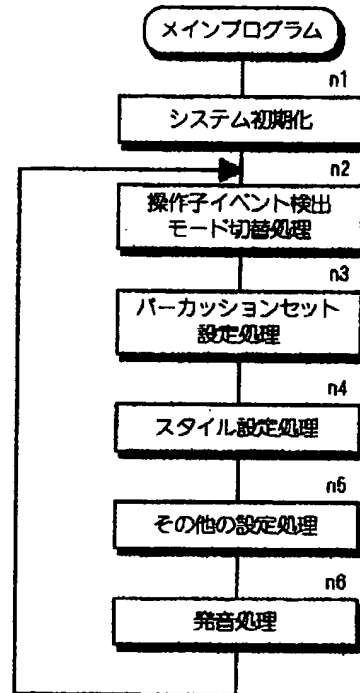 メインプログラム
n1
システム初期化
n2
操作子イベント検出
モード切替処理
n3
パーカッションセット
設定処理
n4
スタイル設定処理
n5
その他の設定処理
n6
発音処理